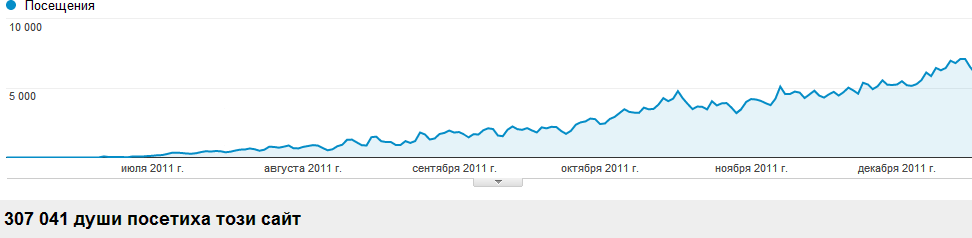 Посещения
10 000
5 000
июля 2011 г. августа 2011 г. сентября 2011 г. октября 2011 г. ноября 2011 г. декабря 2011 г.
307 041 души посетиха този сайт